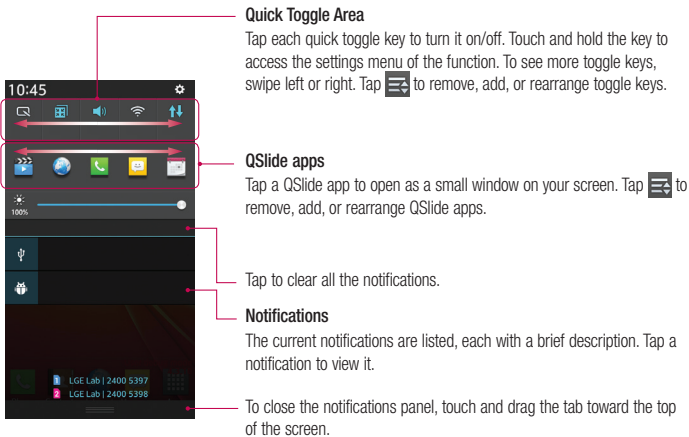 Quick Toggle Area
Tap each quick toggle key to turn it on/off. Touch and hold the key to
access the settings menu of the function. To see more toggle keys,
swipe left or right. Tap to remove, add, or rearrange toggle keys.
10:45
QSlide apps
Tap a QSlide app to open as a small window on your screen. Tap to
remove, add, or rearrange QSlide apps.
100%
Tap to clear all the notifications.
Notifications
The current notifications are listed, each with a brief description. Tap a
notification to view it.
1 LGE Lab | 2400 5397
2 LGE Lab | 2400 5398
To close the notifications panel, touch and drag the tab toward the top
of the screen.